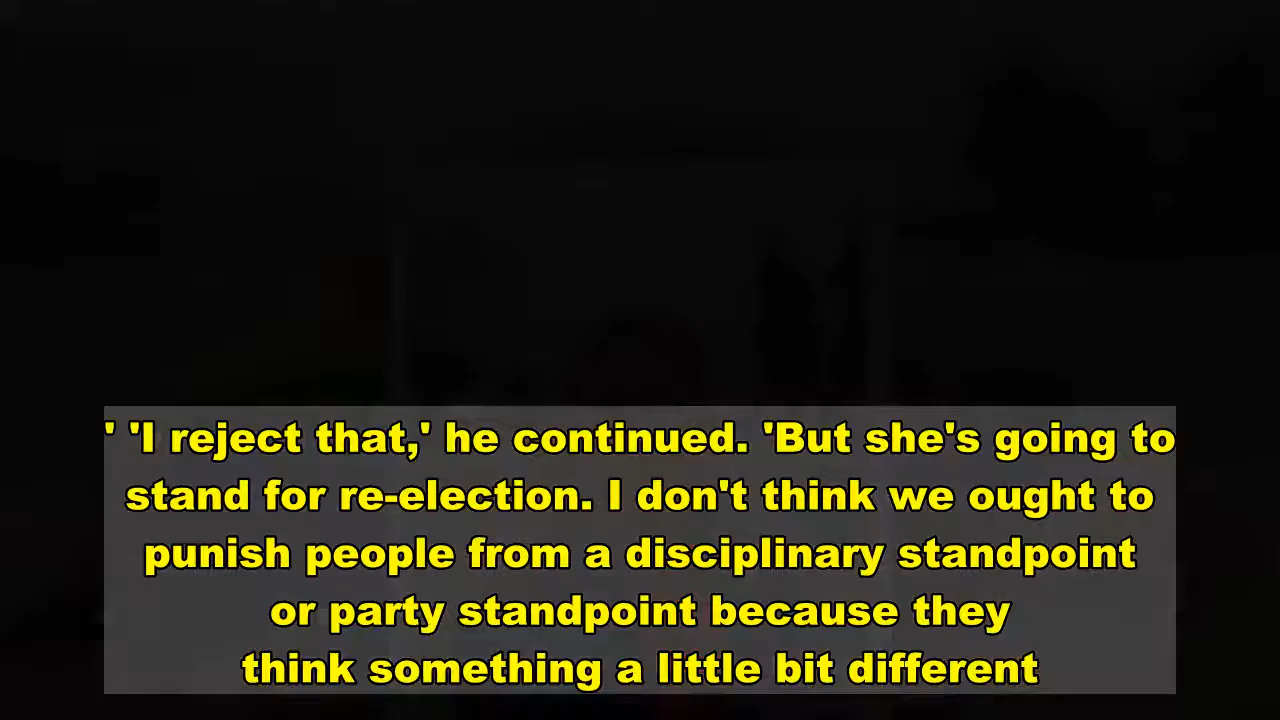 ' 'I reject that,' he continued. 'But she's going to
stand for re-election. I don't think we ought to
punish people from a disciplinary standpoint
or party standpoint because they
think something a little bit different